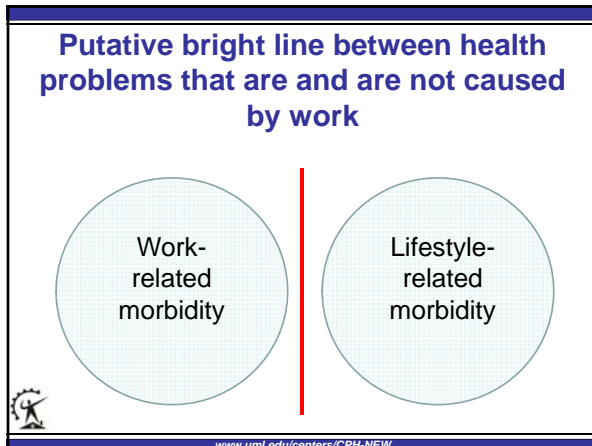 Putative bright line between health
problems that are and are not caused
by work
Work-
related
morbidity
Lifestyle-
related
morbidity
www.uml.edu/centers/CPH-NEW